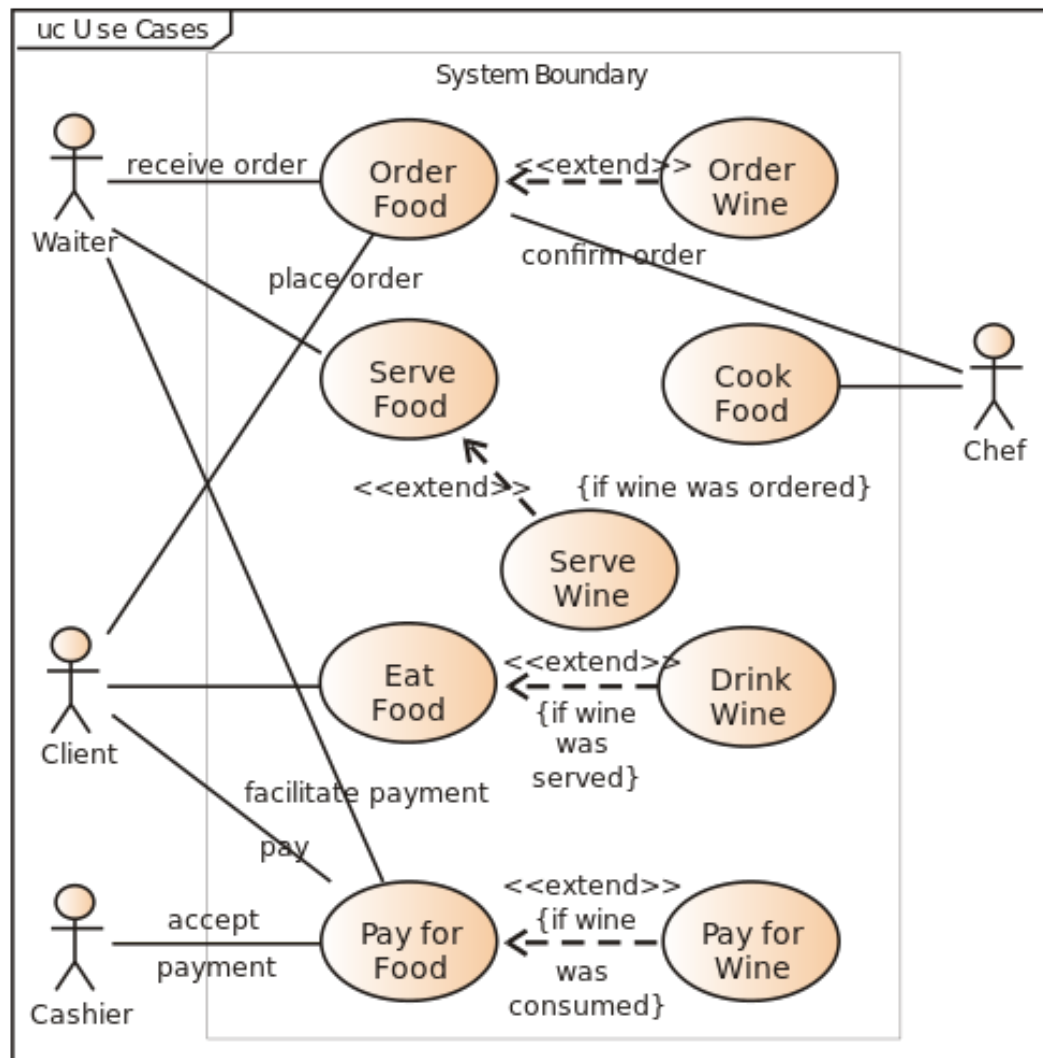 uc Use Cases
System Boundary
receive order
Order
Food
<<extend>>
Order
Wine
Waiter
confirm order
place order
Serve
Food
Cook
Food
Chef
<<extend>>
{if wine was ordered}
Serve
Wine
Client
Eat
Food
<<extend>>
{if wine
was
served}
Drink
Wine
facilitate payment
pay
accept
payment
Cashier
Pay for
Food
<<extend>>
{if wine
was
consumed}
Pay for
Wine